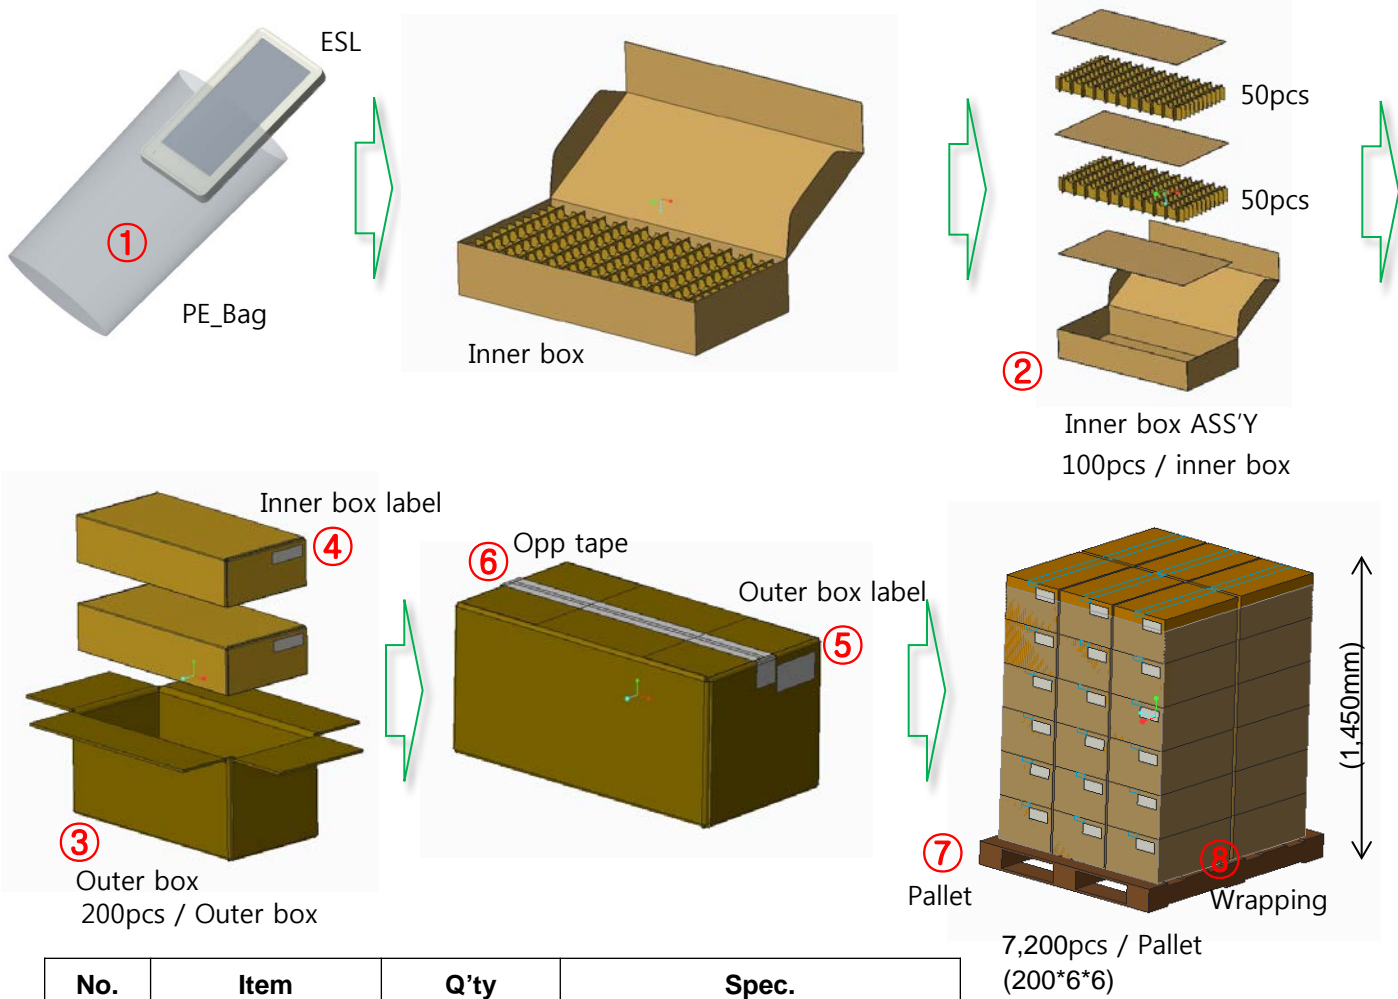 ESL
①
PE_Bag
Inner box
50pcs
50pcs
②
Inner box ASS'Y
100pcs / inner box
Inner box label
④
③
Outer box
200pcs / Outer box
⑥
Opp tape
Outer box label
⑤
(1,450mm)
⑦
Pallet
⑧
Wrapping
7,200pcs / Pallet
(200*6*6)
No. Item Q'ty Spec.